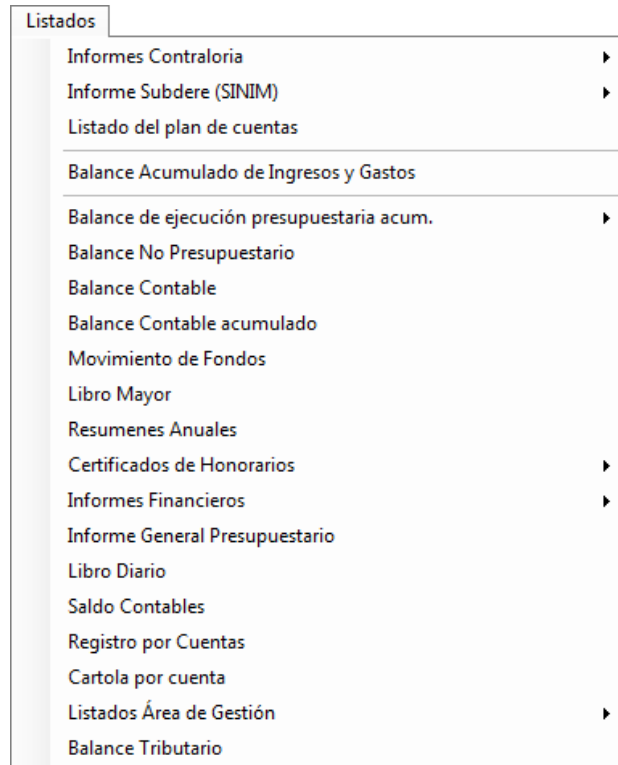 Listados
Informes Contraloria
Informe Subdere (SINIM)
Listado del plan de cuentas
Balance Acumulado de Ingresos y Gastos
Balance de ejecución presupuestaria acum.
Balance No Presupuestario
Balance Contable
Balance Contable acumulado
Movimiento de Fondos
Libro Mayor
Resumenes Anuales
Certificados de Honorarios
Informes Financieros
Informe General Presupuestario
Libro Diario
Saldo Contables
Registro por Cuentas
Cartola por cuenta
Listados Área de Gestión
Balance Tributario